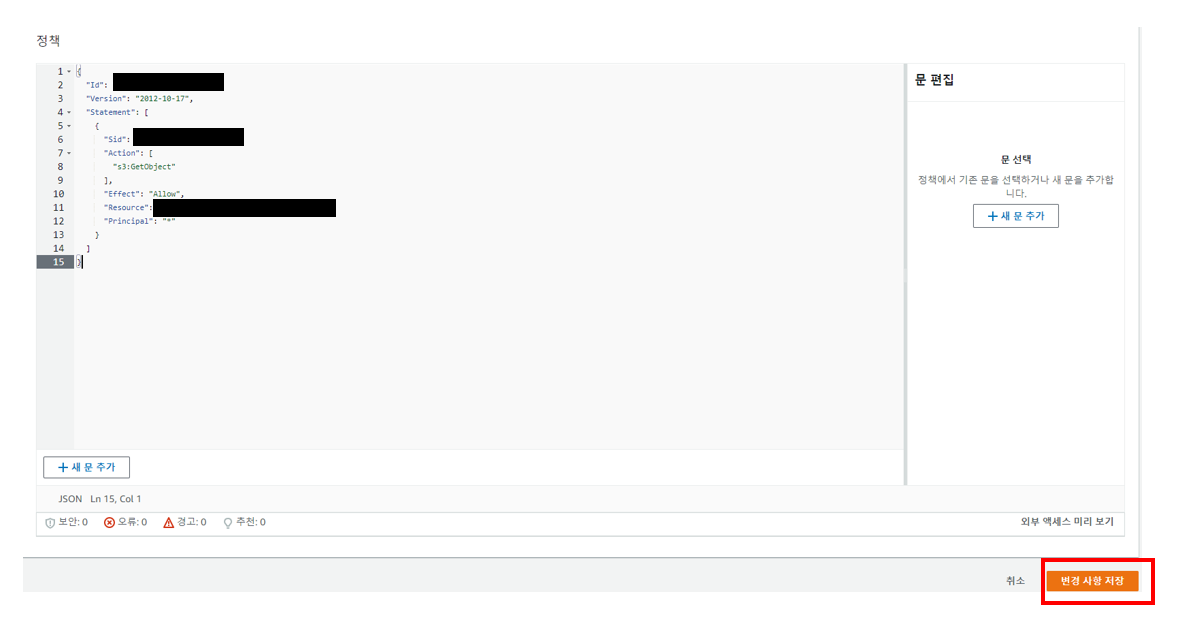 정책
1 {
2 "Id":
3 "Version": "2012-10-17",
4 "Statement": [
5 {
6 "Sid":
7 "Action": [
8 "s3:GetObject"
9 ],
10 "Effect": "Allow",
11 "Resource":
12 "Principal": "*"
13 }
14 ]
15 }
문 편집
문 선택
정책에서 기존 문을 선택하거나 새 문을 추가합
니다.
+ 새 문 추가
+ 새 문 추가
JSON Ln 15, Col 1
보안: 0 오류: 0 경고: 0 추천: 0
외부 액세스 미리 보기
취소 변경 사항 저장